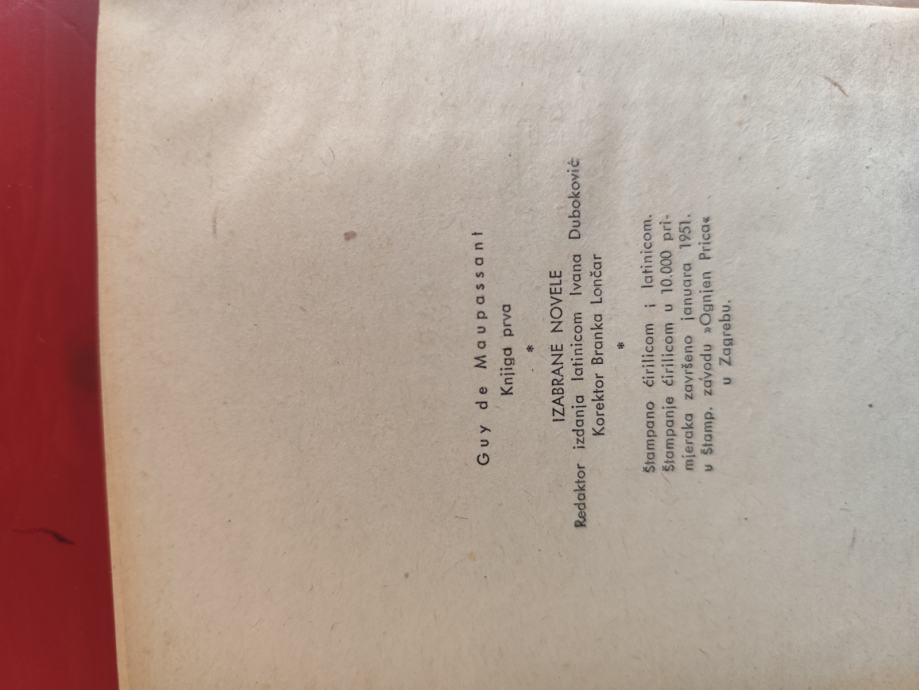 Guy de Maupassant
Knjiga prva
*
IZABRANE NOVELE
Redaktor izdanja latinicom Ivana Duboković
Korektor Branka Lončar
*
Štampano ćirilicom i latinicom.
Štampanje ćirilicom u 10.000 pri-
mjeraka završeno januara 1951.
u Štamp. zavodu »Ognjen Prica«
u Zagrebu.